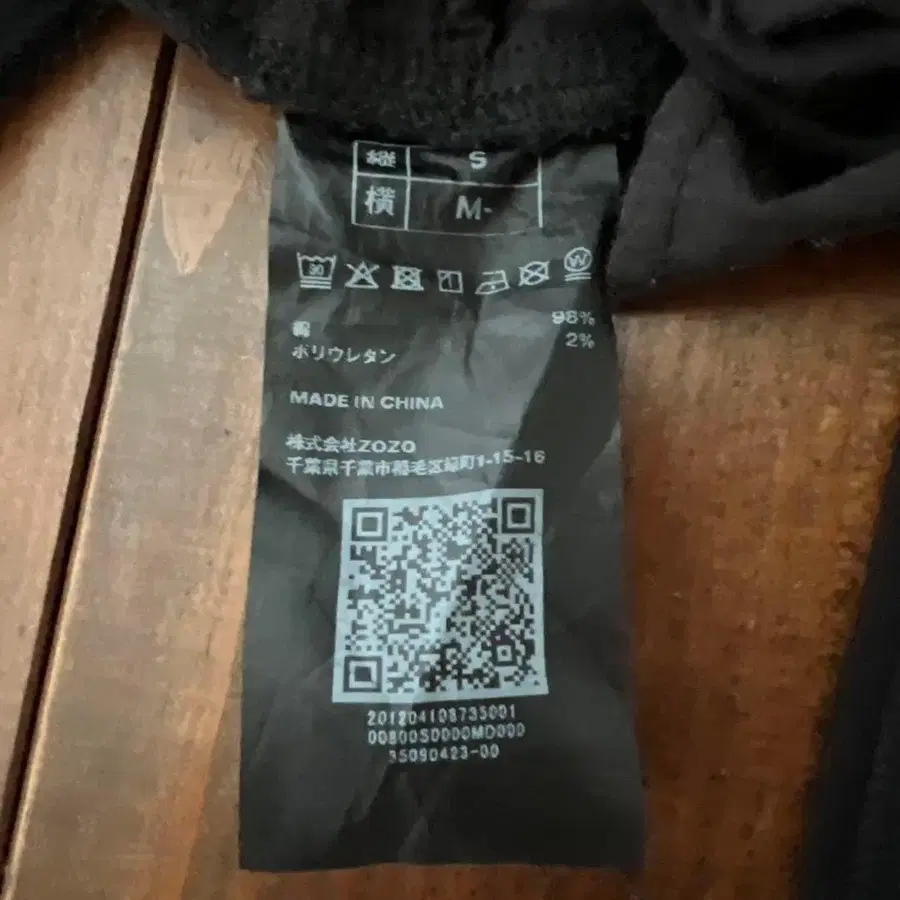 縦 S
横 M-
30 W
綿 98%
ポリウレタン 2%
MADE IN CHINA
株式会社ZOZO
千葉県千葉市稲毛区緑町1-15-16
201204108735001
00800S0000MD000
35090423-00